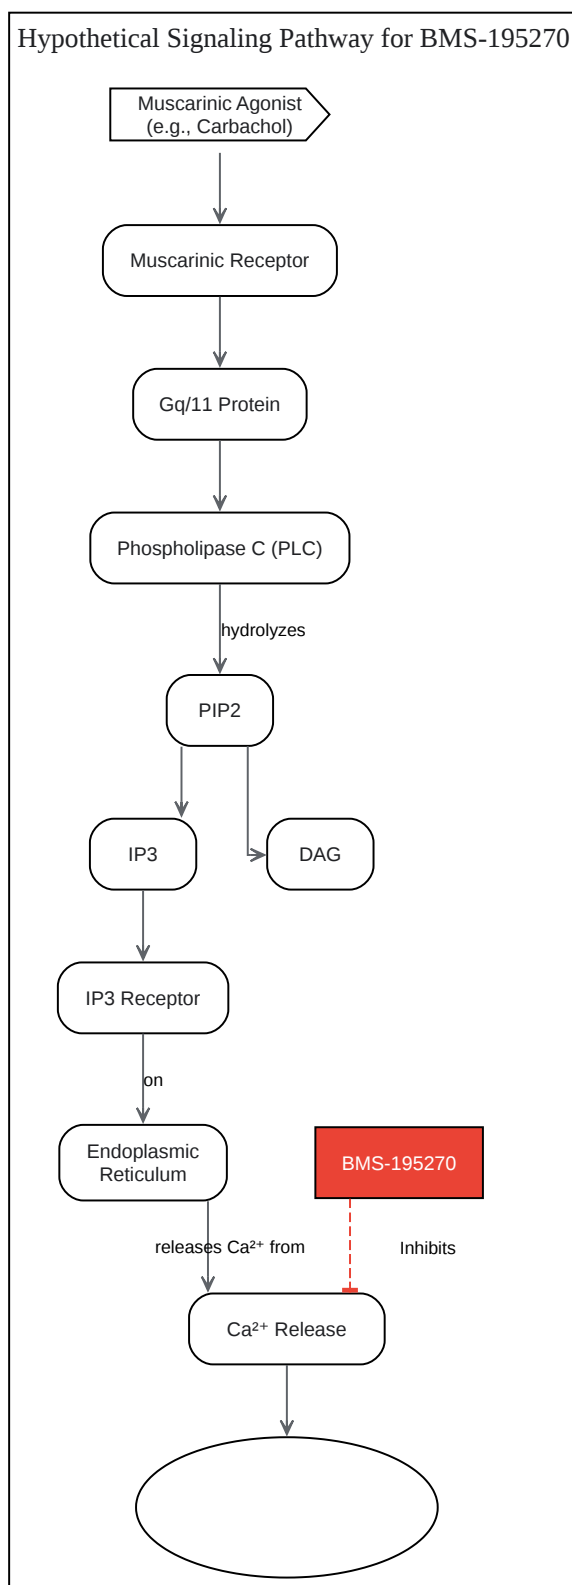 Hypothetical Signaling Pathway for BMS-195270
Muscarinic Agonist
(e.g., Carbachol)
Muscarinic Receptor
Gq/11 Protein
Phospholipase C (PLC)
hydrolyzes
PIP2
IP3
DAG
IP3 Receptor
on
Endoplasmic
Reticulum
BMS-195270
releases Ca²⁺ from
Inhibits
Ca²⁺ Release